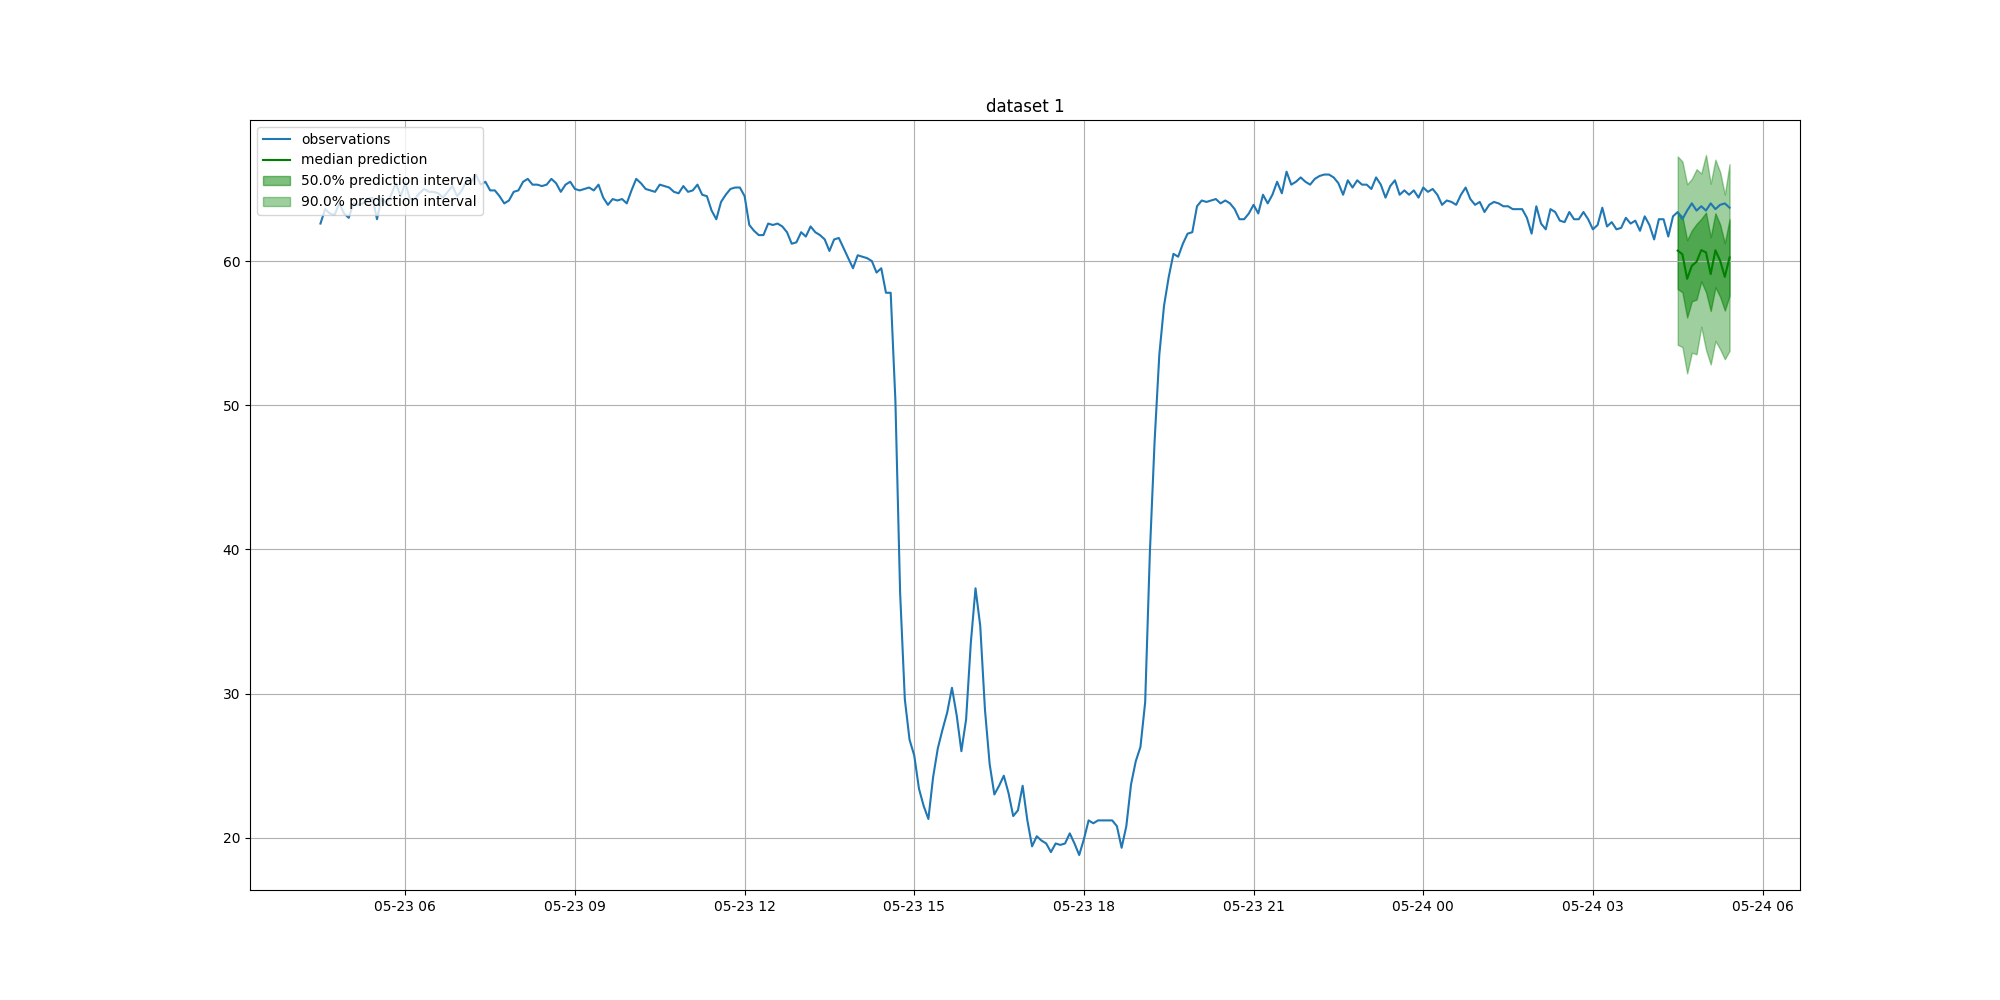 dataset 1
observations
median prediction
50.0% prediction interval
90.0% prediction interval
60
50
40
30
20
05-23 06
05-23 09
05-23 12
05-23 15
05-23 18
05-23 21
05-24 00
05-24 03
05-24 06